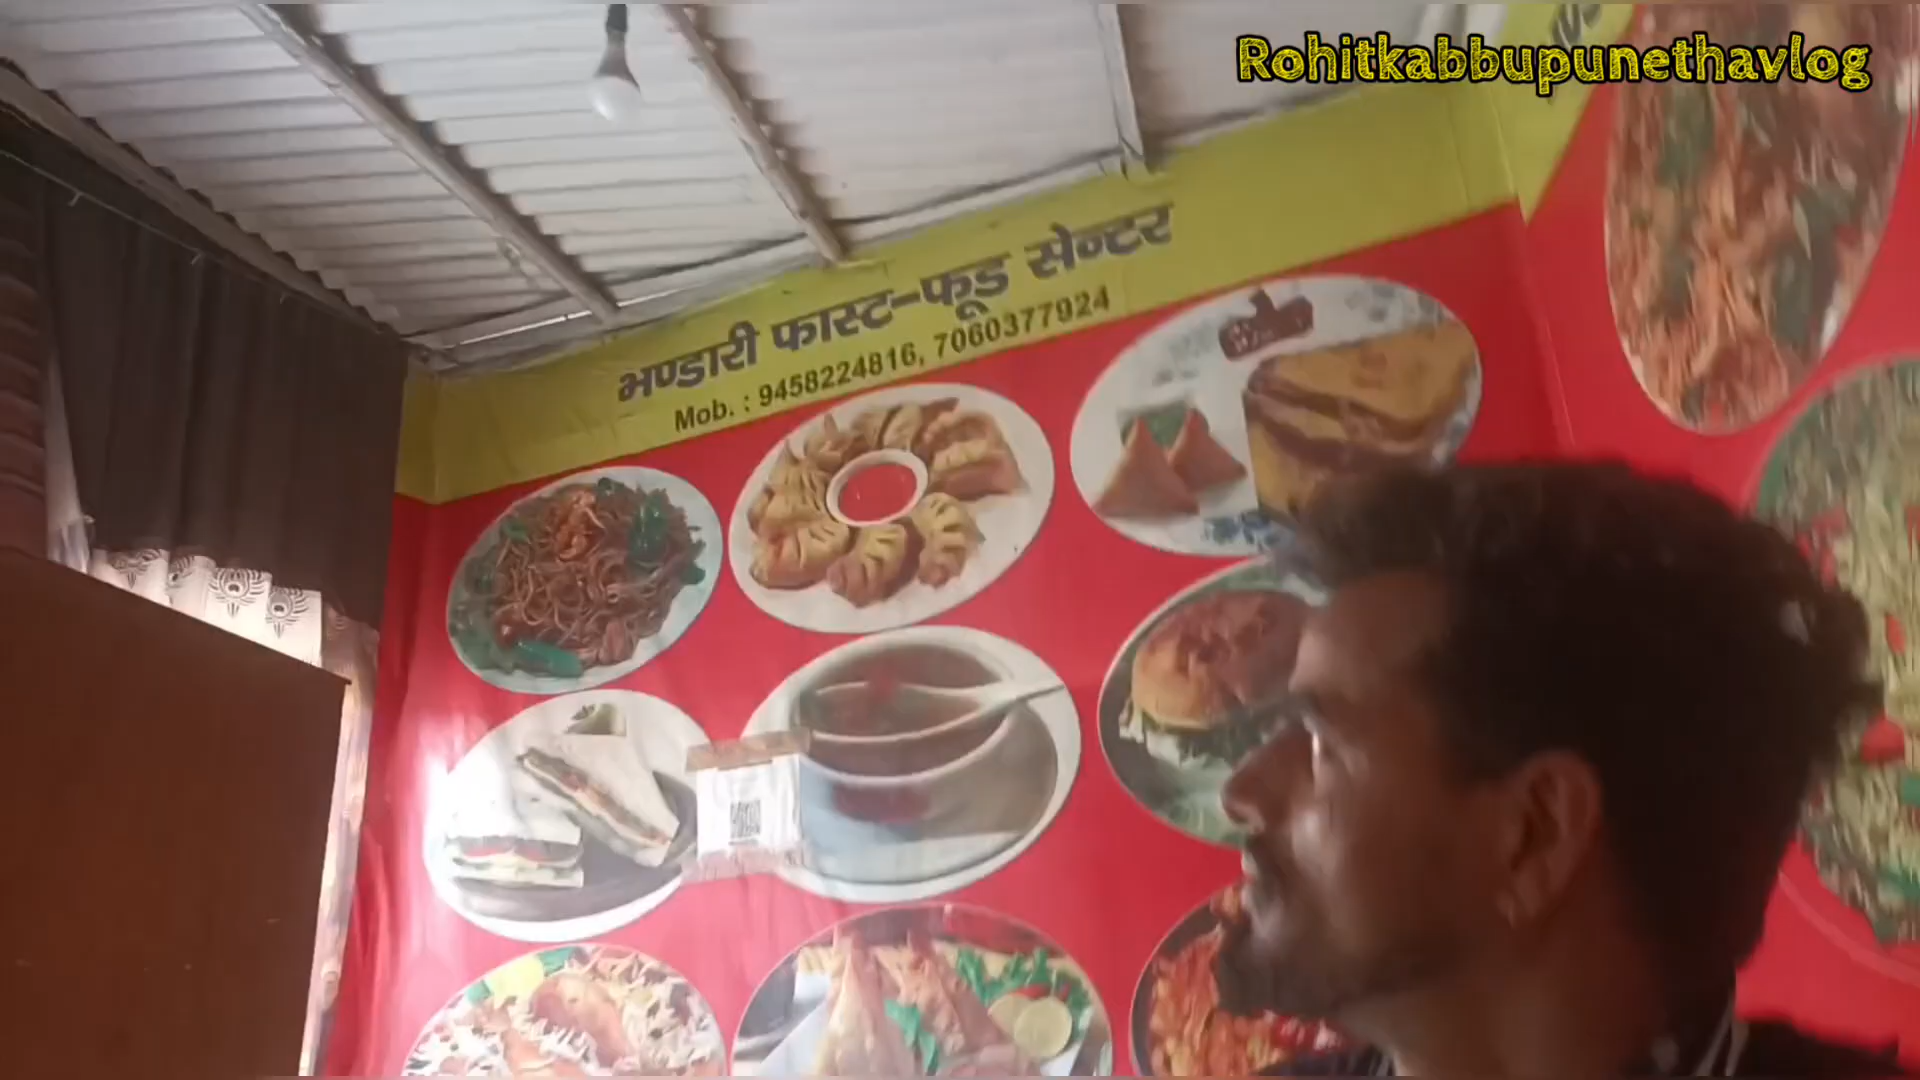 Rohitkabbupunethavlog
भण्डारी फास्ट-फूड सेन्टर
Mob. : 9458224816, 7060377924